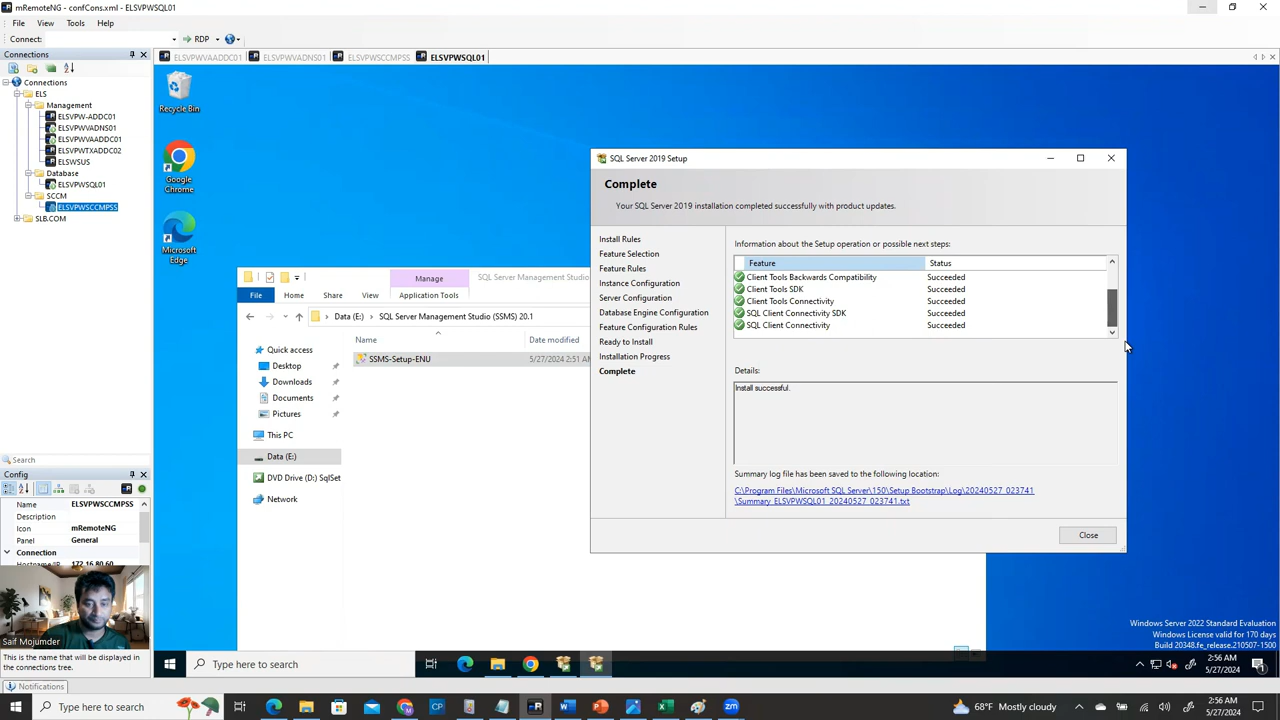 mRemoteNG - confCons.xml - ELSVPWSQL01
File View Tools Help
Connect: RDP
Connections
ELSVPWVAADDC01 ELSVPWVADNS01 ELSVPWSCCMPSS ELSVPWSQL01
Connections
ELS
Management
ELSVPW-ADDC01
ELSVPWVADNS01
ELSVPWVAADDC01
ELSVPWTXADDC02
ELSWSUS
Database
ELSVPWSQL01
SCCM
ELSVPWSCCMPSS
SLB.COM
Search
Config
Name ELSVPWSCCMPSS
Description
Icon mRemoteNG
Panel General
Connection
Hostname/IP 172.16.80.60
Saif Mojumder
This is the name that will be displayed in
the connections tree.
Notifications
Recycle Bin
Google
Chrome
Microsoft
Edge
Manage SQL Server Management Studio
File Home Share View Application Tools
Data (E:) SQL Server Management Studio (SSMS) 20.1
Name Date modified
SSMS-Setup-ENU 5/27/2024 2:51 AM
Quick access
Desktop
Downloads
Documents
Pictures
This PC
Data (E:)
DVD Drive (D:) SqlSet
Network
SQL Server 2019 Setup
Complete
Your SQL Server 2019 installation completed successfully with product updates.
Install Rules
Feature Selection
Feature Rules
Instance Configuration
Server Configuration
Database Engine Configuration
Feature Configuration Rules
Ready to Install
Installation Progress
Complete
Information about the Setup operation or possible next steps:
Feature Status
Client Tools Backwards Compatibility Succeeded
Client Tools SDK Succeeded
Client Tools Connectivity Succeeded
SQL Client Connectivity SDK Succeeded
SQL Client Connectivity Succeeded
Details:
Install successful.
Summary log file has been saved to the following location:
C:\Program Files\Microsoft SQL Server\150\Setup Bootstrap\Log\20240527_023741
\Summary_ELSVPWSQL01_20240527_023741.txt
Close
Windows Server 2022 Standard Evaluation
Windows License valid for 170 days
Build 20348.fe_release.210507-1500
Type here to search
2:56 AM
5/27/2024
Type here to search
68°F Mostly cloudy
2:56 AM
5/27/2024